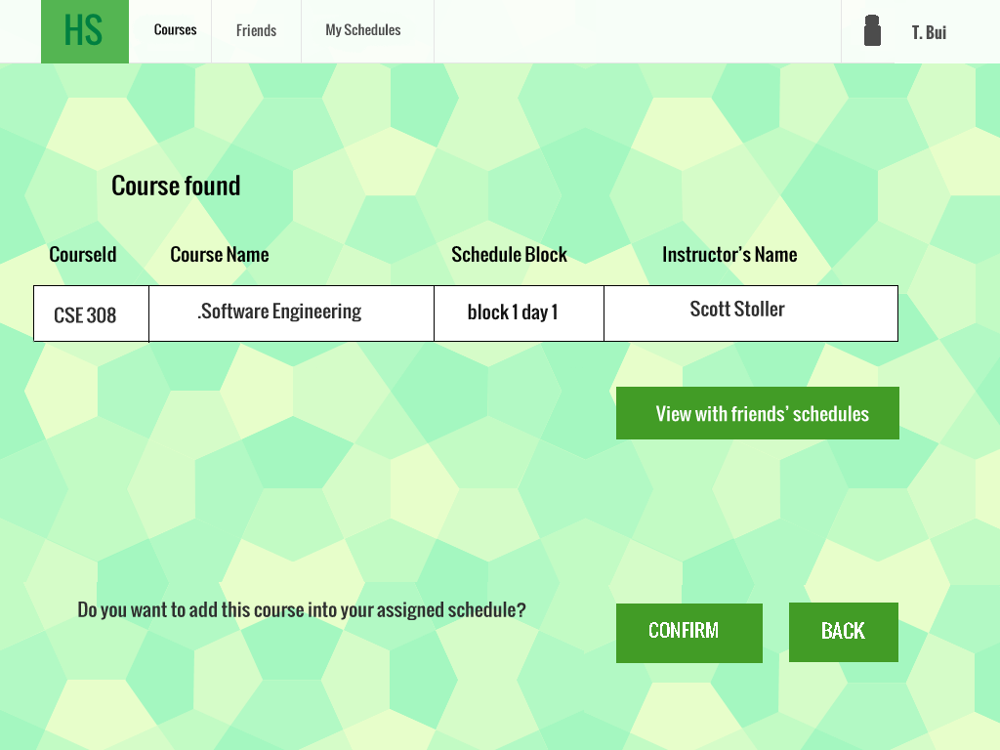 HS Courses Friends My Schedules T. Bui
Course found
CourseId Course Name Schedule Block Instructor's Name
CSE 308 .Software Engineering block 1 day 1 Scott Stoller
View with friends' schedules
Do you want to add this course into your assigned schedule? CONFIRM BACK